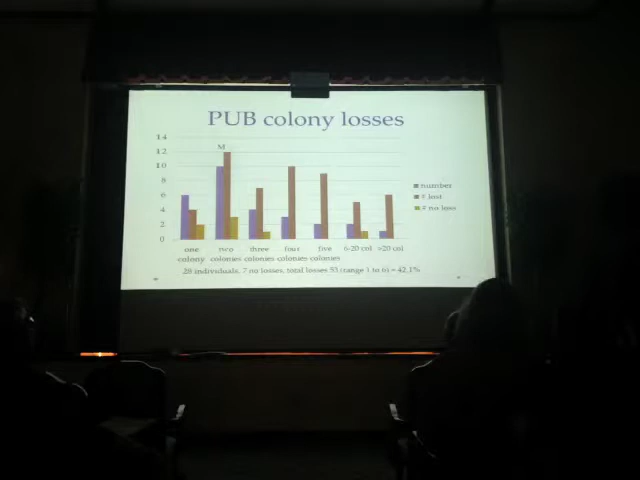 PUB colony losses
14
12
10
8
6
4
2
0
M
number
# lost
# no loss
one colony
two colonies
three colonies
four colonies
five colonies
6-20 col
>20 col
28 individuals, 7 no losses, total losses 53 (range 1 to 6) = 42.1%